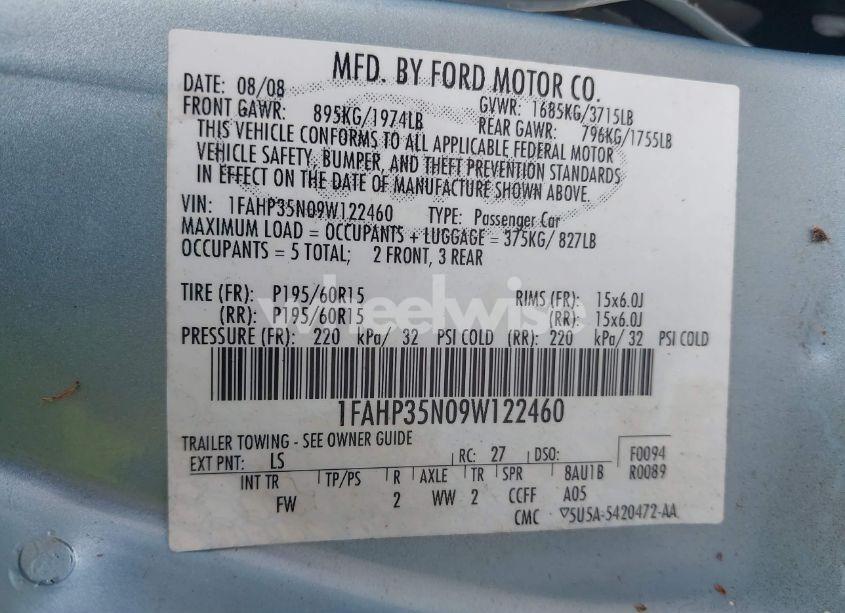 MFD. BY FORD MOTOR CO.
DATE: 08/08 GVWR: 1685KG/3715LB
FRONT GAWR: 895KG/1974LB REAR GAWR: 796KG/1755LB
THIS VEHICLE CONFORMS TO ALL APPLICABLE FEDERAL MOTOR
VEHICLE SAFETY, BUMPER, AND THEFT PREVENTION STANDARDS
IN EFFECT ON THE DATE OF MANUFACTURE SHOWN ABOVE.
VIN: 1FAHP35N09W122460 TYPE: Passenger Car
MAXIMUM LOAD = OCCUPANTS + LUGGAGE = 375KG/ 827LB
OCCUPANTS = 5 TOTAL; 2 FRONT, 3 REAR
TIRE (FR): P195/60R15 RIMS (FR): 15x6.0J
(RR): P195/60R15 (RR): 15x6.0J
wheelwise
PRESSURE (FR): 220 kPa/ 32 PSI COLD (RR): 220 kPa/ 32 PSI COLD
1FAHP35N09W122460
TRAILER TOWING - SEE OWNER GUIDE
EXT PNT: LS RC: 27 DSO: F0094
INT TR TP/PS R AXLE TR SPR 8AU1B R0089
FW 2 WW 2 CCFF A05
CMC ▽5U5A-5420472-AA